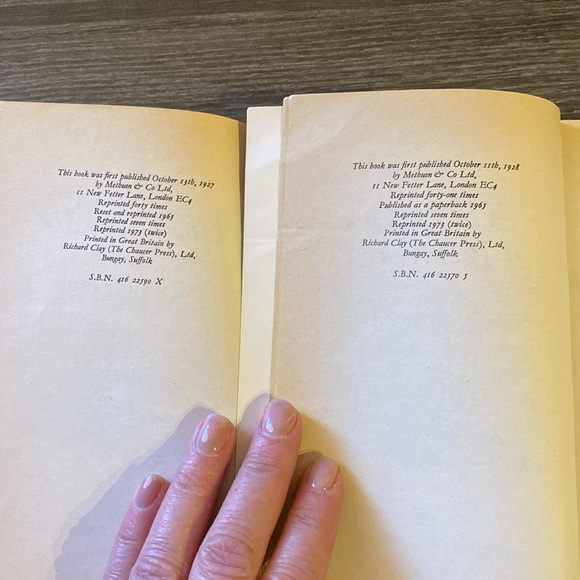 This book was first published October 13th, 1927
by Methuen & Co Ltd,
11 New Fetter Lane, London EC4
Reprinted forty times
Reset and reprinted 1965
Reprinted seven times
Reprinted 1973 (twice)
Printed in Great Britain by
Richard Clay (The Chaucer Press), Ltd,
Bungay, Suffolk
S.B.N. 416 22390 X
This book was first published October 11th, 1928
by Methuen & Co Ltd,
11 New Fetter Lane, London EC4
Reprinted forty-one times
Published as a paperback 1965
Reprinted seven times
Reprinted 1973 (twice)
Printed in Great Britain by
Richard Clay (The Chaucer Press), Ltd,
Bungay, Suffolk
S.B.N. 416 22570 5